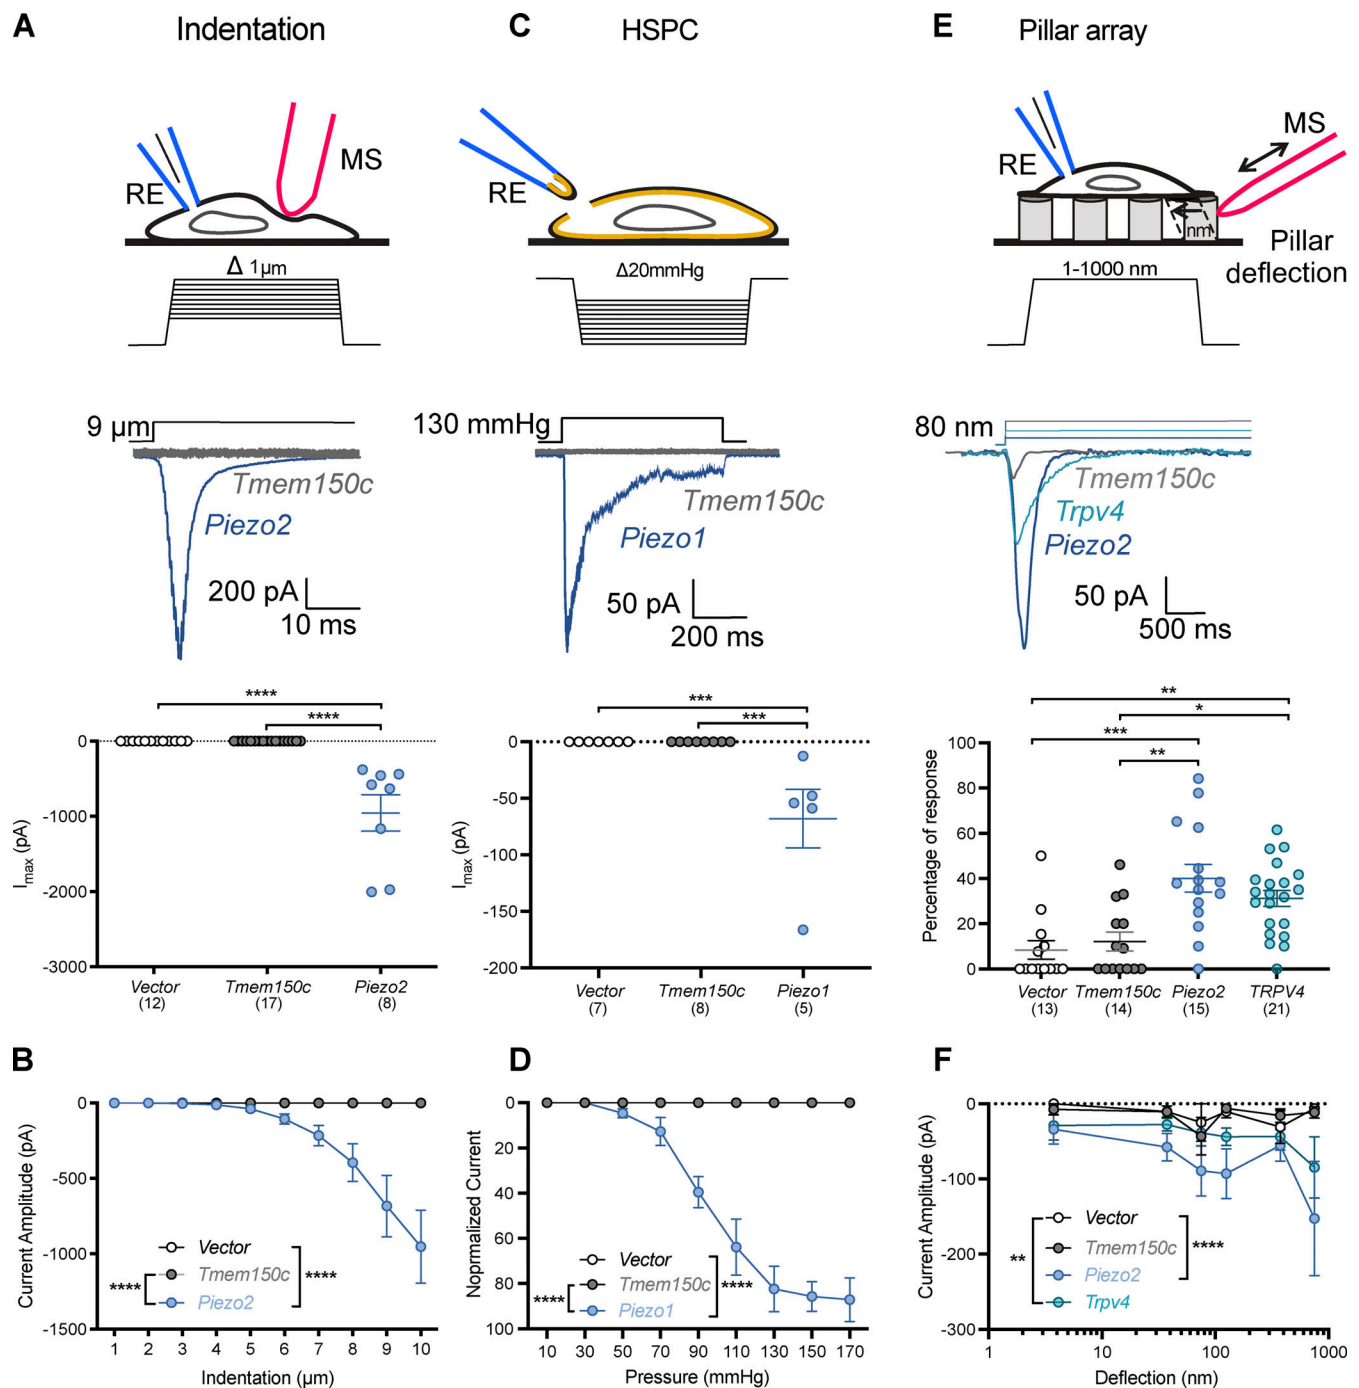 A Indentation
RE
MS
Δ 1µm
9 µm
Tmem150c
Piezo2
200 pA
10 ms
****
****
0
-1000
-2000
-3000
Imax (pA)
Vector Tmem150c Piezo2
(12) (17) (8)
C HSPC
RE
Δ20mmHg
130 mmHg
Tmem150c
Piezo1
50 pA
200 ms
***
***
0
-50
-100
-150
-200
Imax (pA)
Vector Tmem150c Piezo1
(7) (8) (5)
E Pillar array
MS
RE
nm
Pillar
deflection
1-1000 nm
80 nm
Tmem150c
Trpv4
Piezo2
50 pA
500 ms
**
*
***
**
100
80
60
40
20
0
Percentage of response
Vector Tmem150c Piezo2 TRPV4
(13) (14) (15) (21)
B
0
-500
-1000
-1500
Current Amplitude (pA)
Vector
Tmem150c
Piezo2
****
****
1 2 3 4 5 6 7 8 9 10
Indentation (µm)
D
0
20
40
60
80
100
Noprmalized Current
Vector
Tmem150c
Piezo1
****
****
10 30 50 70 90 110 130 150 170
Pressure (mmHg)
F
0
-100
-200
-300
Current Amplitude (pA)
Vector
Tmem150c
Piezo2
Trpv4
**
****
1 10 100 1000
Deflection (nm)